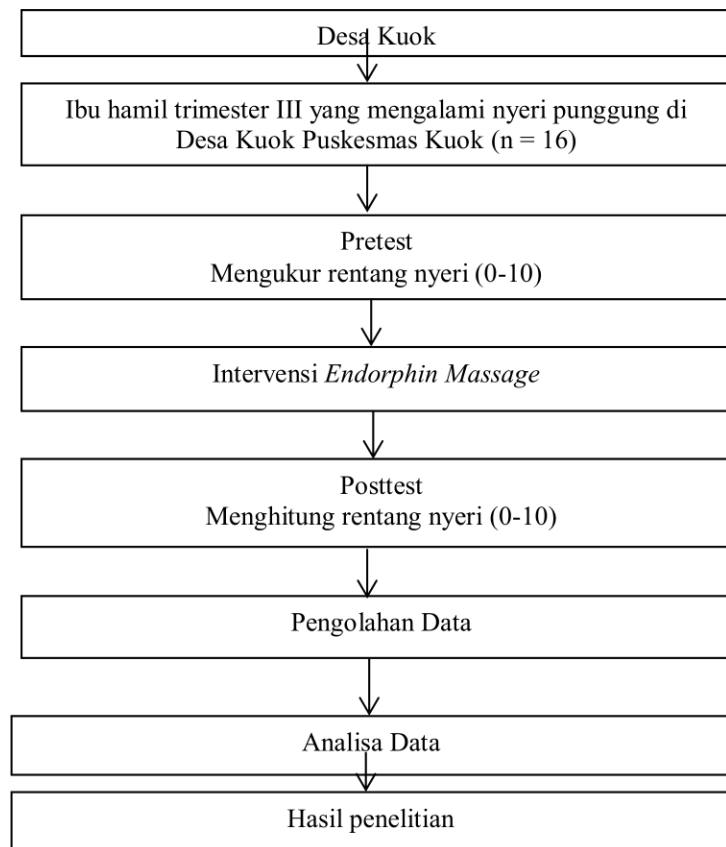 Desa Kuok
Ibu hamil trimester III yang mengalami nyeri punggung di
Desa Kuok Puskesmas Kuok (n = 16)
Pretest
Mengukur rentang nyeri (0-10)
Intervensi Endorphin Massage
Posttest
Menghitung rentang nyeri (0-10)
Pengolahan Data
Analisa Data
Hasil penelitian